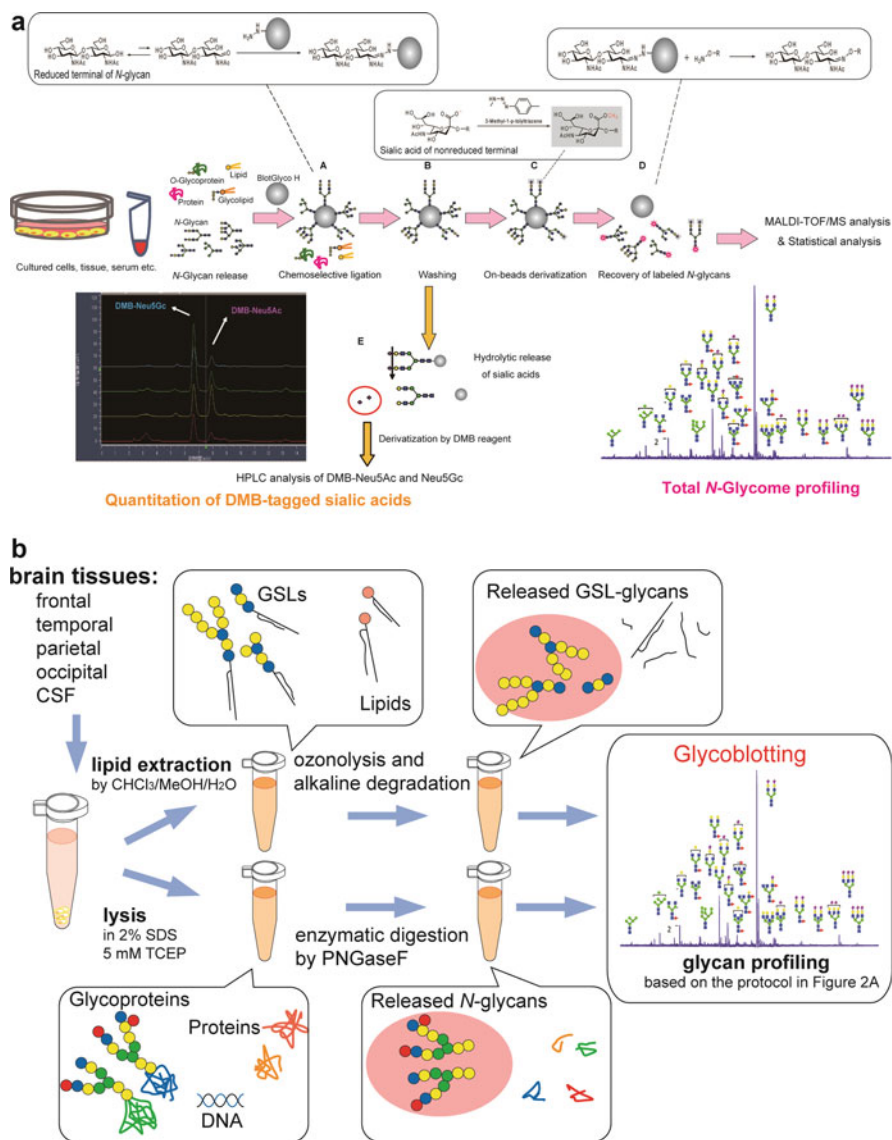 a
Reduced terminal of N-glycan
3-Methyl-1-p-tolyltriazene
Sialic acid of nonreduced terminal
A
B
C
D
O-Glycoprotein
Lipid
Protein
Glycolipid
BlotGlyco H
N-Glycan
MALDI-TOF/MS analysis
& Statistical analysis
Cultured cells, tissue, serum etc.
N-Glycan release
Chemoselective ligation
Washing
On-beads derivatization
Recovery of labeled N-glycans
DMB-Neu5Gc
DMB-Neu5Ac
E
Hydrolytic release
of sialic acids
Derivatization by DMB reagent
HPLC analysis of DMB-Neu5Ac and Neu5Gc
Quantitation of DMB-tagged sialic acids
Total N-Glycome profiling
b
brain tissues:
frontal
temporal
parietal
occipital
CSF
GSLs
Lipids
Released GSL-glycans
lipid extraction
by CHCl3/MeOH/H2O
ozonolysis and
alkaline degradation
Glycoblotting
lysis
in 2% SDS
5 mM TCEP
enzymatic digestion
by PNGaseF
glycan profiling
based on the protocol in Figure 2A
Glycoproteins
Proteins
DNA
Released N-glycans